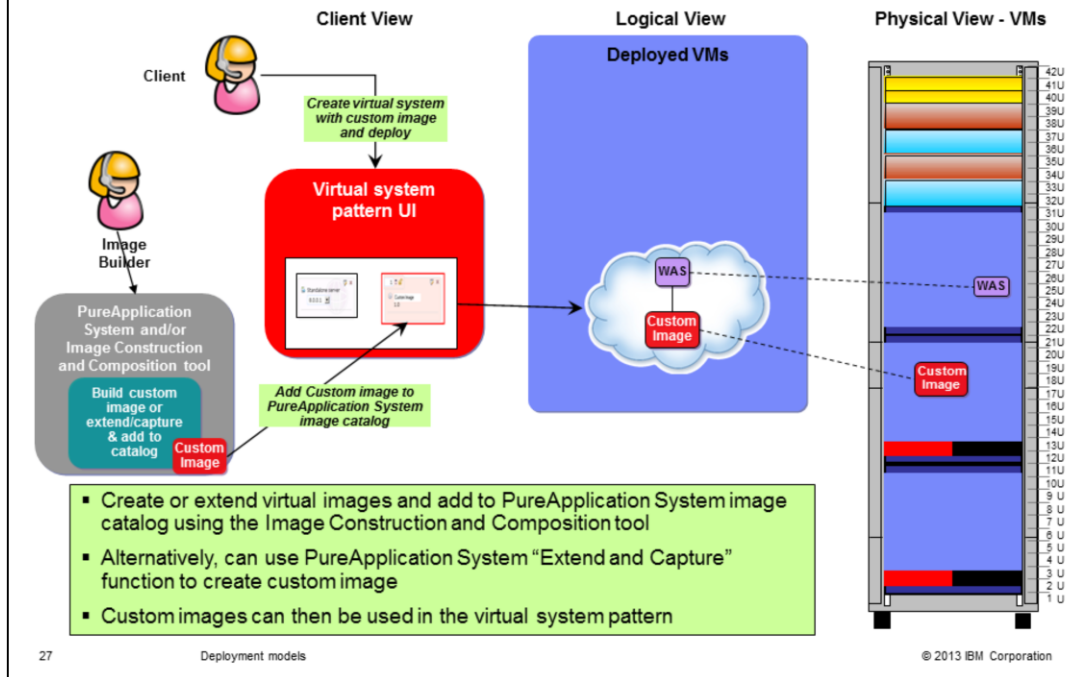 Client View
Logical View
Physical View - VMs
Client
Create virtual system
with custom image
and deploy
Image
Builder
PureApplication
System and/or
Image Construction
and Composition tool
Build custom
image or
extend/capture
& add to
catalog
Custom
Image
Virtual system
pattern UI
Standalone server
Custom Image
Add Custom image to
PureApplication System
image catalog
Deployed VMs
WAS
Custom
Image
WAS
Custom
Image
42U
41U
40U
39U
38U
37U
36U
35U
34U
33U
32U
31U
30U
29U
28U
27U
26U
25U
24U
23U
22U
21U
20U
19U
18U
17U
16U
15U
14U
13U
12U
11U
10U
9 U
8 U
7 U
6 U
5 U
4 U
3 U
2 U
1 U
▪ Create or extend virtual images and add to PureApplication System image
catalog using the Image Construction and Composition tool
▪ Alternatively, can use PureApplication System “Extend and Capture”
function to create custom image
▪ Custom images can then be used in the virtual system pattern
27
Deployment models
© 2013 IBM Corporation